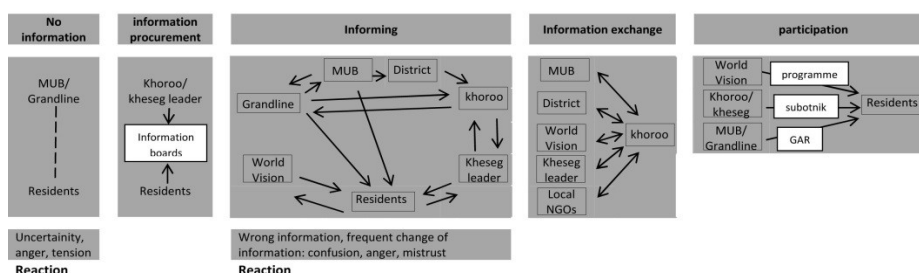 No
information
MUB/
Grandline
Residents
Uncertainity,
anger, tension
Reaction
information
procurement
Khoroo/
kheseg leader
Information
boards
Residents
Informing
MUB
District
Grandline
khoroo
World
Vision
Kheseg
leader
Residents
Wrong information, frequent change of
information: confusion, anger, mistrust
Reaction
Information exchange
MUB
District
World
Vision
Kheseg
leader
Local
NGOs
khoroo
participation
World
Vision
programme
Khoroo/
kheseg
subotnik
Residents
MUB/
Grandline
GAR